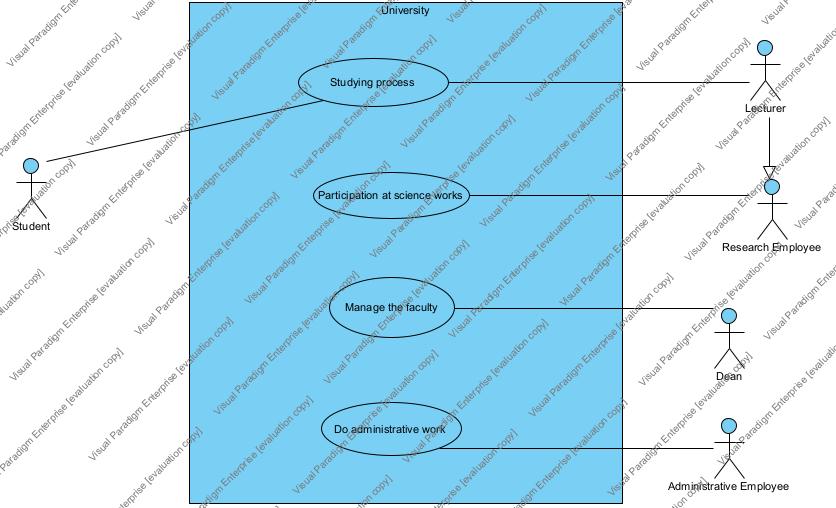 University
Studying process
Lecturer
Student
Participation at science works
Research Employee
Manage the faculty
Dean
Do administrative work
Administrative Employee
Visual Paradigm Enterprise [evaluation copy]